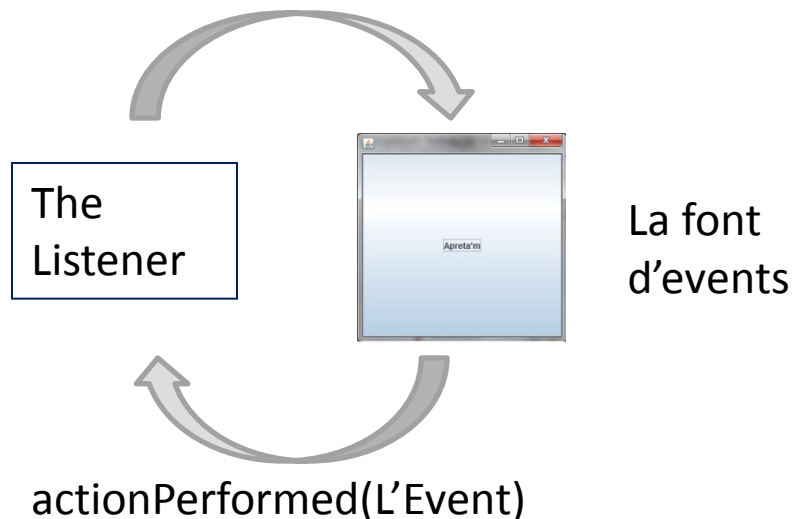 The
Listener
Apreta'm
La font
d'events
actionPerformed(L'Event)